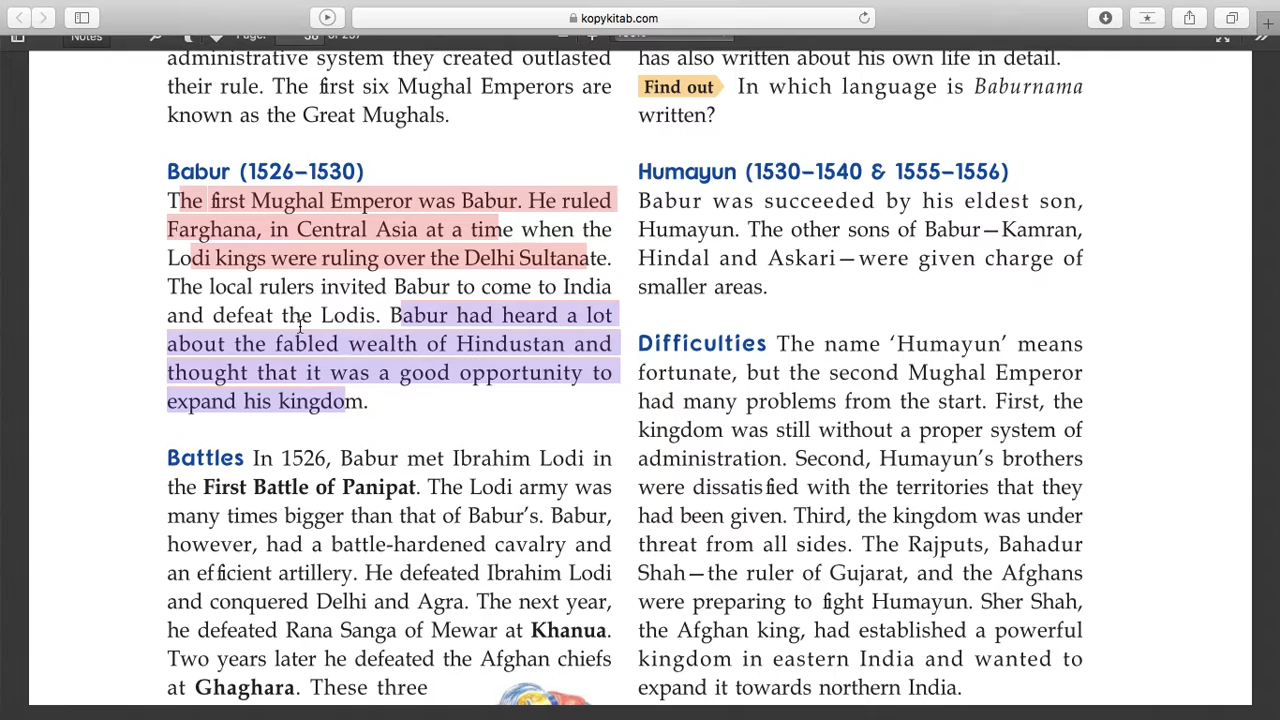 kopykitab.com
Notes
administrative system they created outlasted
their rule. The first six Mughal Emperors are
known as the Great Mughals.
Babur (1526–1530)
The first Mughal Emperor was Babur. He ruled
Farghana, in Central Asia at a time when the
Lodi kings were ruling over the Delhi Sultanate.
The local rulers invited Babur to come to India
and defeat the Lodis. Babur had heard a lot
about the fabled wealth of Hindustan and
thought that it was a good opportunity to
expand his kingdom.
Battles In 1526, Babur met Ibrahim Lodi in
the First Battle of Panipat. The Lodi army was
many times bigger than that of Babur's. Babur,
however, had a battle-hardened cavalry and
an efficient artillery. He defeated Ibrahim Lodi
and conquered Delhi and Agra. The next year,
he defeated Rana Sanga of Mewar at Khanua.
Two years later he defeated the Afghan chiefs
at Ghaghara. These three
has also written about his own life in detail.
Find out In which language is Baburnama
written?
Humayun (1530–1540 & 1555–1556)
Babur was succeeded by his eldest son,
Humayun. The other sons of Babur—Kamran,
Hindal and Askari—were given charge of
smaller areas.
Difficulties The name 'Humayun' means
fortunate, but the second Mughal Emperor
had many problems from the start. First, the
kingdom was still without a proper system of
administration. Second, Humayun's brothers
were dissatisfied with the territories that they
had been given. Third, the kingdom was under
threat from all sides. The Rajputs, Bahadur
Shah—the ruler of Gujarat, and the Afghans
were preparing to fight Humayun. Sher Shah,
the Afghan king, had established a powerful
kingdom in eastern India and wanted to
expand it towards northern India.